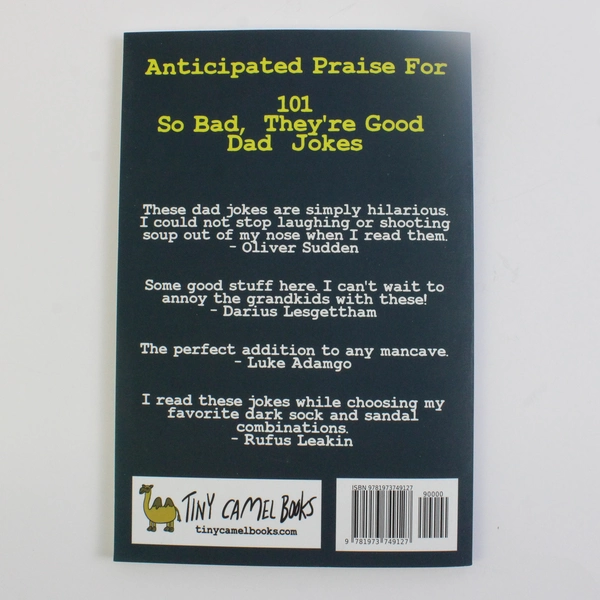 Anticipated Praise For
101
So Bad, They're Good
Dad Jokes
These dad jokes are simply hilarious.
I could not stop laughing or shooting
soup out of my nose when I read them.
- Oliver Sudden
Some good stuff here. I can't wait to
annoy the grandkids with these!
- Darius Lesgettham
The perfect addition to any mancave.
- Luke Adamgo
I read these jokes while choosing my
favorite dark sock and sandal
combinations.
- Rufus Leakin
TINY CAMEL BOOKS
tinycamelbooks.com
ISBN 9781973749127
90000
9 781973 749127